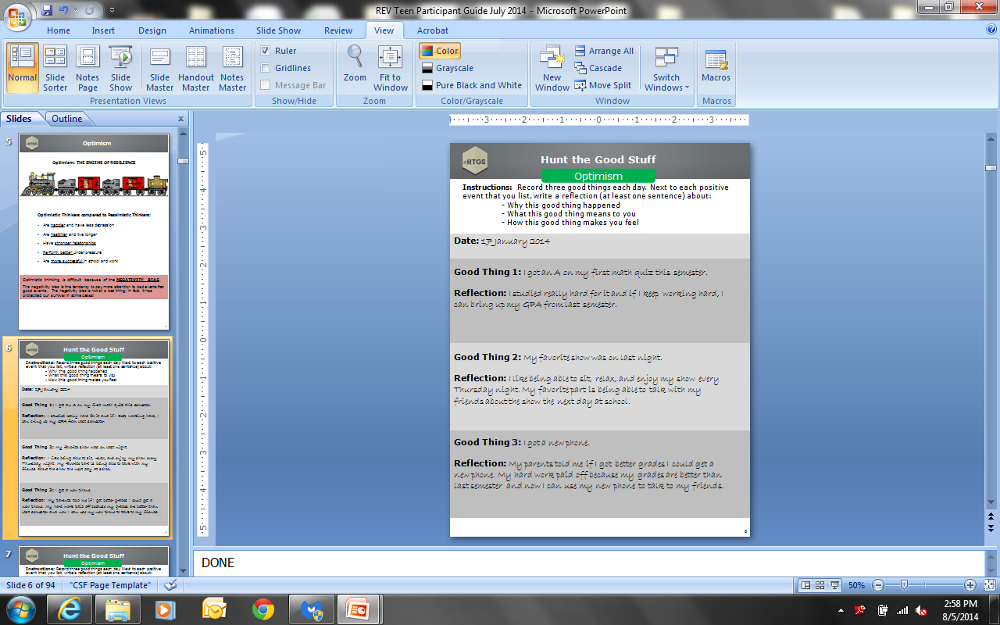 REV Teen Participant Guide July 2014 - Microsoft PowerPoint
Home Insert Design Animations Slide Show Review View Acrobat
Normal
Slide Sorter
Notes Page
Slide Show
Slide Master
Handout Master
Notes Master
Presentation Views
Ruler
Gridlines
Message Bar
Show/Hide
Zoom
Fit to Window
Zoom
Color
Grayscale
Pure Black and White
Color/Grayscale
New Window
Arrange All
Cascade
Move Split
Switch Windows
Window
Macros
Macros
Slides Outline x
5
Optimism
Optimism: THE ENGINE OF RESILIENCE
Optimistic Thinkers compared to Pessimistic Thinkers:
Are happier and have less depression
Are healthier and live longer
Have stronger relationships
Perform better under pressure
Are more successful in school and work
Optimistic thinking is difficult because of the NEGATIVITY BIAS.
The negativity bias is the tendency to pay more attention to bad events than
good events. The negativity bias is not all a bad thing; in fact, it has
protected our survival in some cases!
6
Hunt the Good Stuff
Optimism
Instructions: Record three good things each day. Next to each positive
event that you list, write a reflection (at least one sentence) about:
- Why this good thing happened
- What this good thing means to you
- How this good thing makes you feel
Date: 17 January 2014
Good Thing 1: I got an A on my first math quiz this semester.
Reflection: I studied really hard for it and if I keep working hard, I
can bring up my GPA from last semester.
Good Thing 2: My favorite show was on last night.
Reflection: I like being able to sit, relax, and enjoy my show every
Thursday night. My favorite part is being able to talk with my
friends about the show the next day at school.
Good Thing 3: I got a new phone.
Reflection: My parents told me if I got better grades I could get a
new phone. My hard work paid off because my grades are better than
last semester and now I can use my new phone to talk to my friends.
7
Hunt the Good Stuff
Optimism
Instructions: Record three good things each day. Next to each positive
event that you list, write a reflection (at least one sentence) about:
4 3 2 1 0 1 2 3
5 4 3 2 1 0 1 2 3 4 5
#HTGS
Hunt the Good Stuff
Optimism
Instructions: Record three good things each day. Next to each positive
event that you list, write a reflection (at least one sentence) about:
- Why this good thing happened
- What this good thing means to you
- How this good thing makes you feel
Date: 17 January 2014
Good Thing 1: I got an A on my first math quiz this semester.
Reflection: I studied really hard for it and if I keep working hard, I
can bring up my GPA from last semester.
Good Thing 2: My favorite show was on last night.
Reflection: I like being able to sit, relax, and enjoy my show every
Thursday night. My favorite part is being able to talk with my
friends about the show the next day at school.
Good Thing 3: I got a new phone.
Reflection: My parents told me if I got better grades I could get a
new phone. My hard work paid off because my grades are better than
last semester and now I can use my new phone to talk to my friends.
DONE
Slide 6 of 94 "CSF Page Template" 50%
2:58 PM
8/5/2014